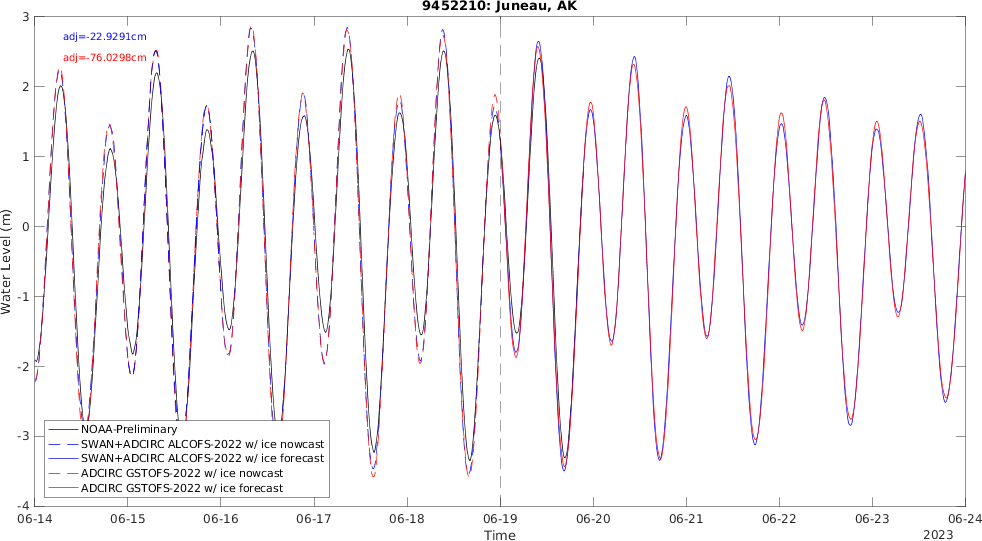 9452210: Juneau, AK
adj=-22.9291cm
adj=-76.0298cm
Water Level (m)
3
2
1
0
-1
-2
-3
-4
NOAA-Preliminary
SWAN+ADCIRC ALCOFS-2022 w/ ice nowcast
SWAN+ADCIRC ALCOFS-2022 w/ ice forecast
ADCIRC GSTOFS-2022 w/ ice nowcast
ADCIRC GSTOFS-2022 w/ ice forecast
06-14 06-15 06-16 06-17 06-18 06-19 06-20 06-21 06-22 06-23 06-24
Time
2023